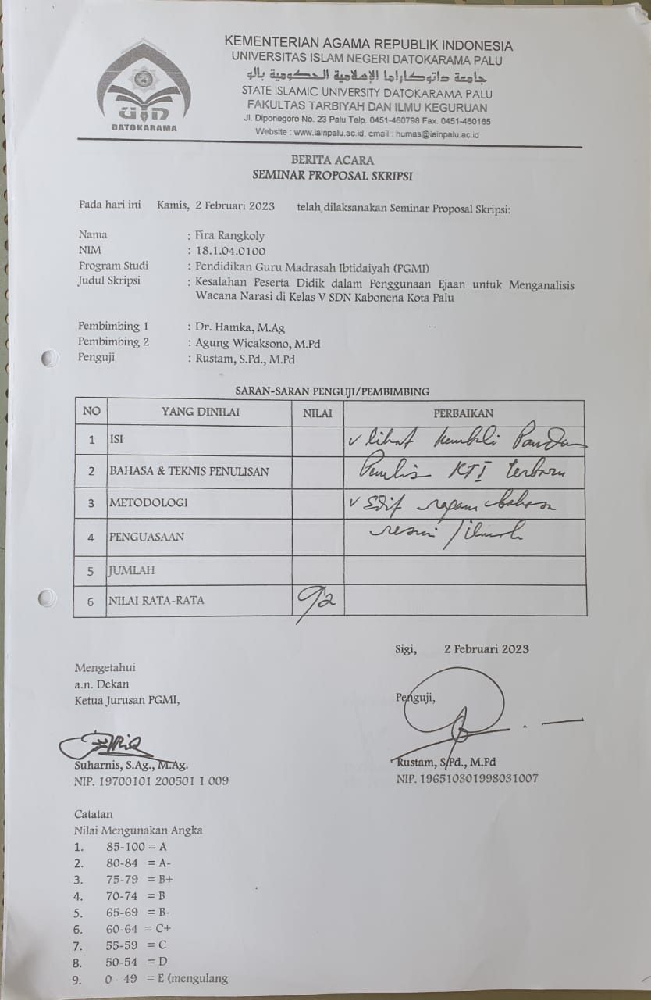 KEMENTERIAN AGAMA REPUBLIK INDONESIA
UNIVERSITAS ISLAM NEGERI DATOKARAMA PALU
جامعة داتوكاراما الإسلامية الحكومية بالو
STATE ISLAMIC UNIVERSITY DATOKARAMA PALU
FAKULTAS TARBIYAH DAN ILMU KEGURUAN
Jl. Diponegoro No. 23 Palu Telp. 0451-460798 Fax. 0451-460165
Website : www.iainpalu.ac.id, email : humas@iainpalu.ac.id
UIN
DATOKARAMA
BERITA ACARA
SEMINAR PROPOSAL SKRIPSI
Pada hari ini Kamis, 2 Februari 2023 telah dilaksanakan Seminar Proposal Skripsi:
Nama : Fira Rangkoly
NIM : 18.1.04.0100
Program Studi : Pendidikan Guru Madrasah Ibtidaiyah (PGMI)
Judul Skripsi : Kesalahan Peserta Didik dalam Penggunaan Ejaan untuk Menganalisis
Wacana Narasi di Kelas V SDN Kabonena Kota Palu
Pembimbing 1 : Dr. Hamka, M.Ag
Pembimbing 2 : Agung Wicaksono, M.Pd
Penguji : Rustam, S.Pd., M.Pd
SARAN-SARAN PENGUJI/PEMBIMBING
NO YANG DINILAI NILAI PERBAIKAN
1 ISI v lihat kembali
2 BAHASA & TEKNIS PENULISAN KTI terbaru
3 METODOLOGI v Edit ragam bahasa
4 PENGUASAAN resmi / ilmiah
5 JUMLAH
6 NILAI RATA-RATA 92
Sigi, 2 Februari 2023
Mengetahui
a.n. Dekan
Ketua Jurusan PGMI,
Penguji,
Suharnis, S.Ag., M.Ag.
NIP. 19700101 200501 1 009
Rustam, S.Pd., M.Pd
NIP. 196510301998031007
Catatan
Nilai Mengunakan Angka
1. 85-100 = A
2. 80-84 = A-
3. 75-79 = B+
4. 70-74 = B
5. 65-69 = B-
6. 60-64 = C+
7. 55-59 = C
8. 50-54 = D
9. 0 - 49 = E (mengulang